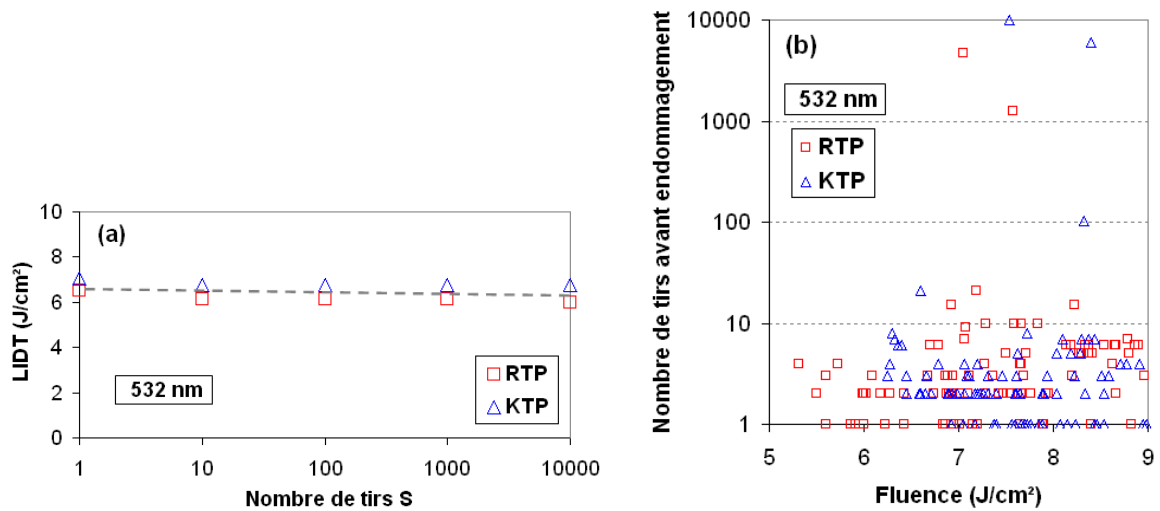 (a)
LIDT (J/cm²)
10
8
6
4
2
0
532 nm
RTP
KTP
1 10 100 1000 10000
Nombre de tirs S
(b)
Nombre de tirs avant endommagement
10000
1000
100
10
1
532 nm
RTP
KTP
5 6 7 8 9
Fluence (J/cm²)